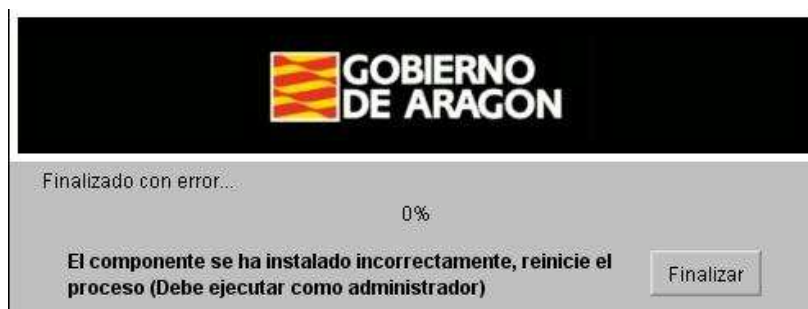 GOBIERNO
DE ARAGON
Finalizado con error...
0%
El componente se ha instalado incorrectamente, reinicie el
proceso (Debe ejecutar como administrador)
Finalizar